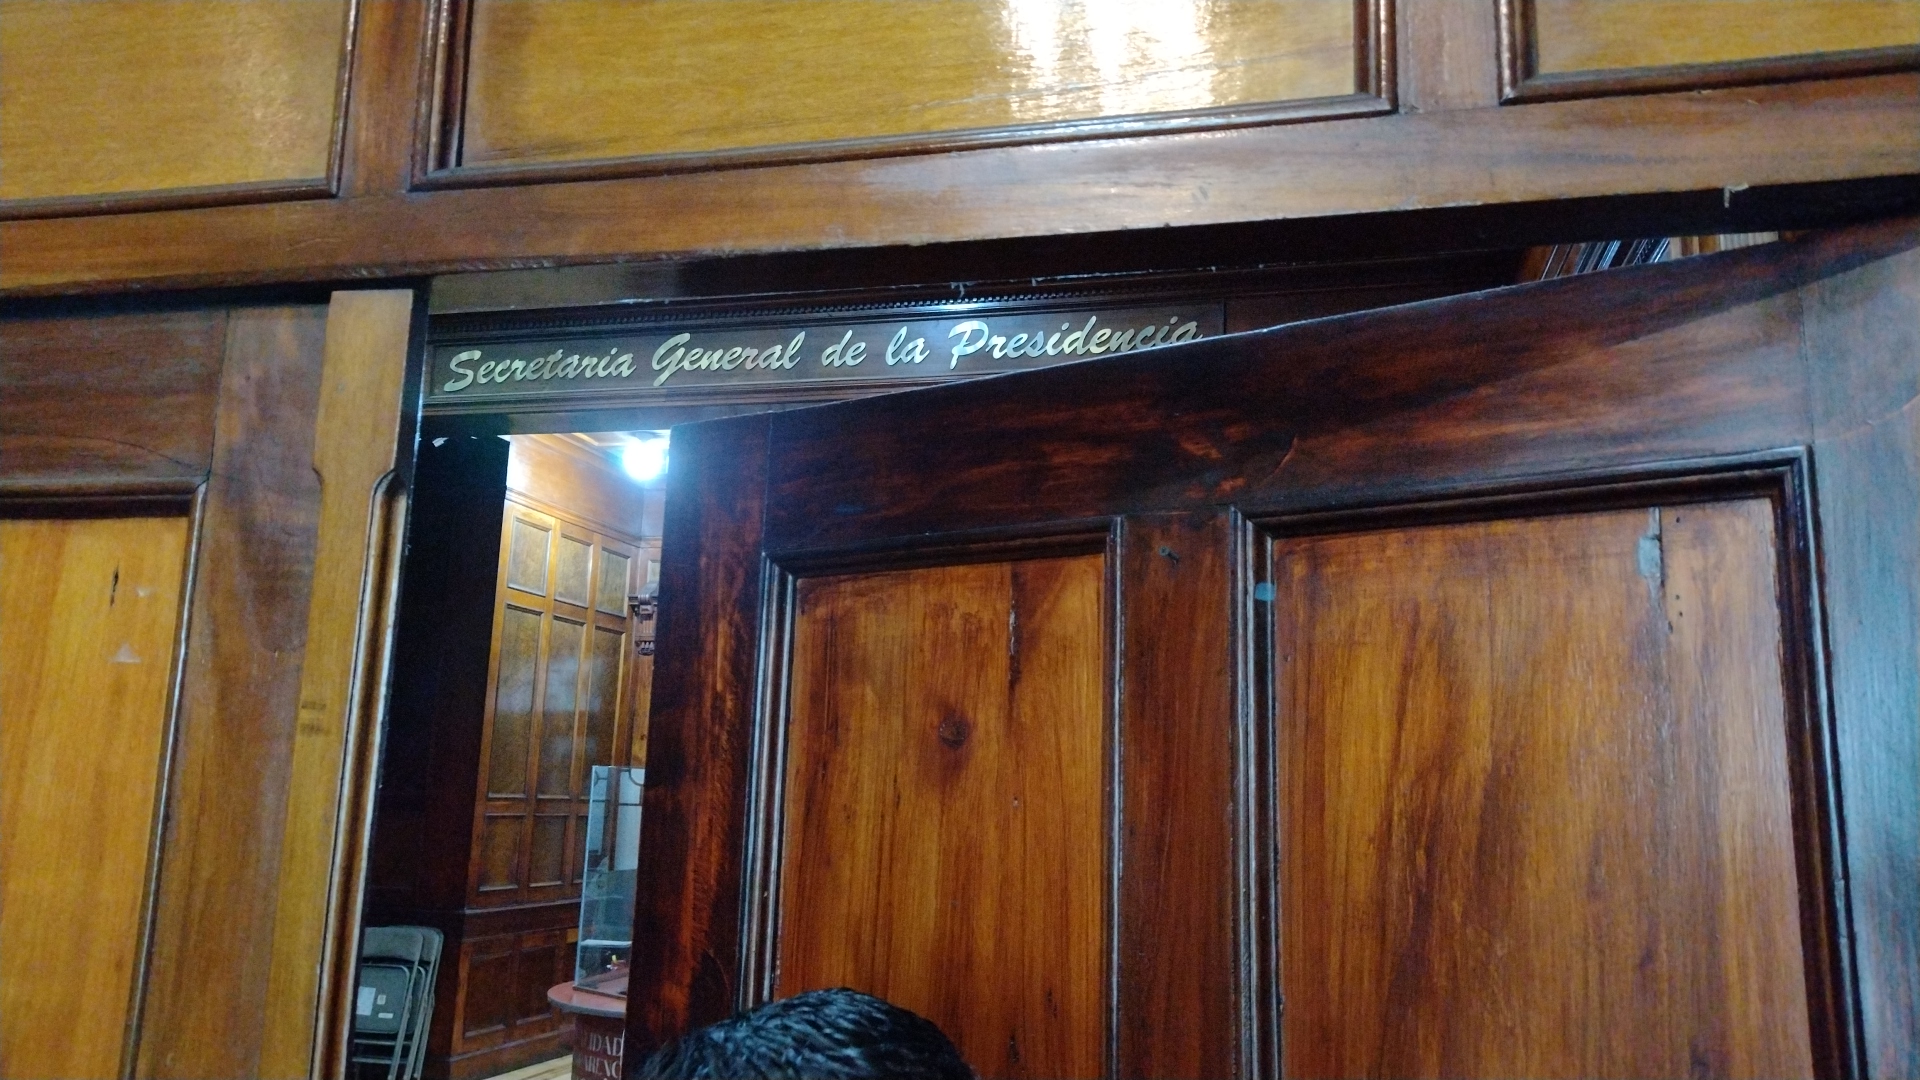 Secretaria General de la Presidencia